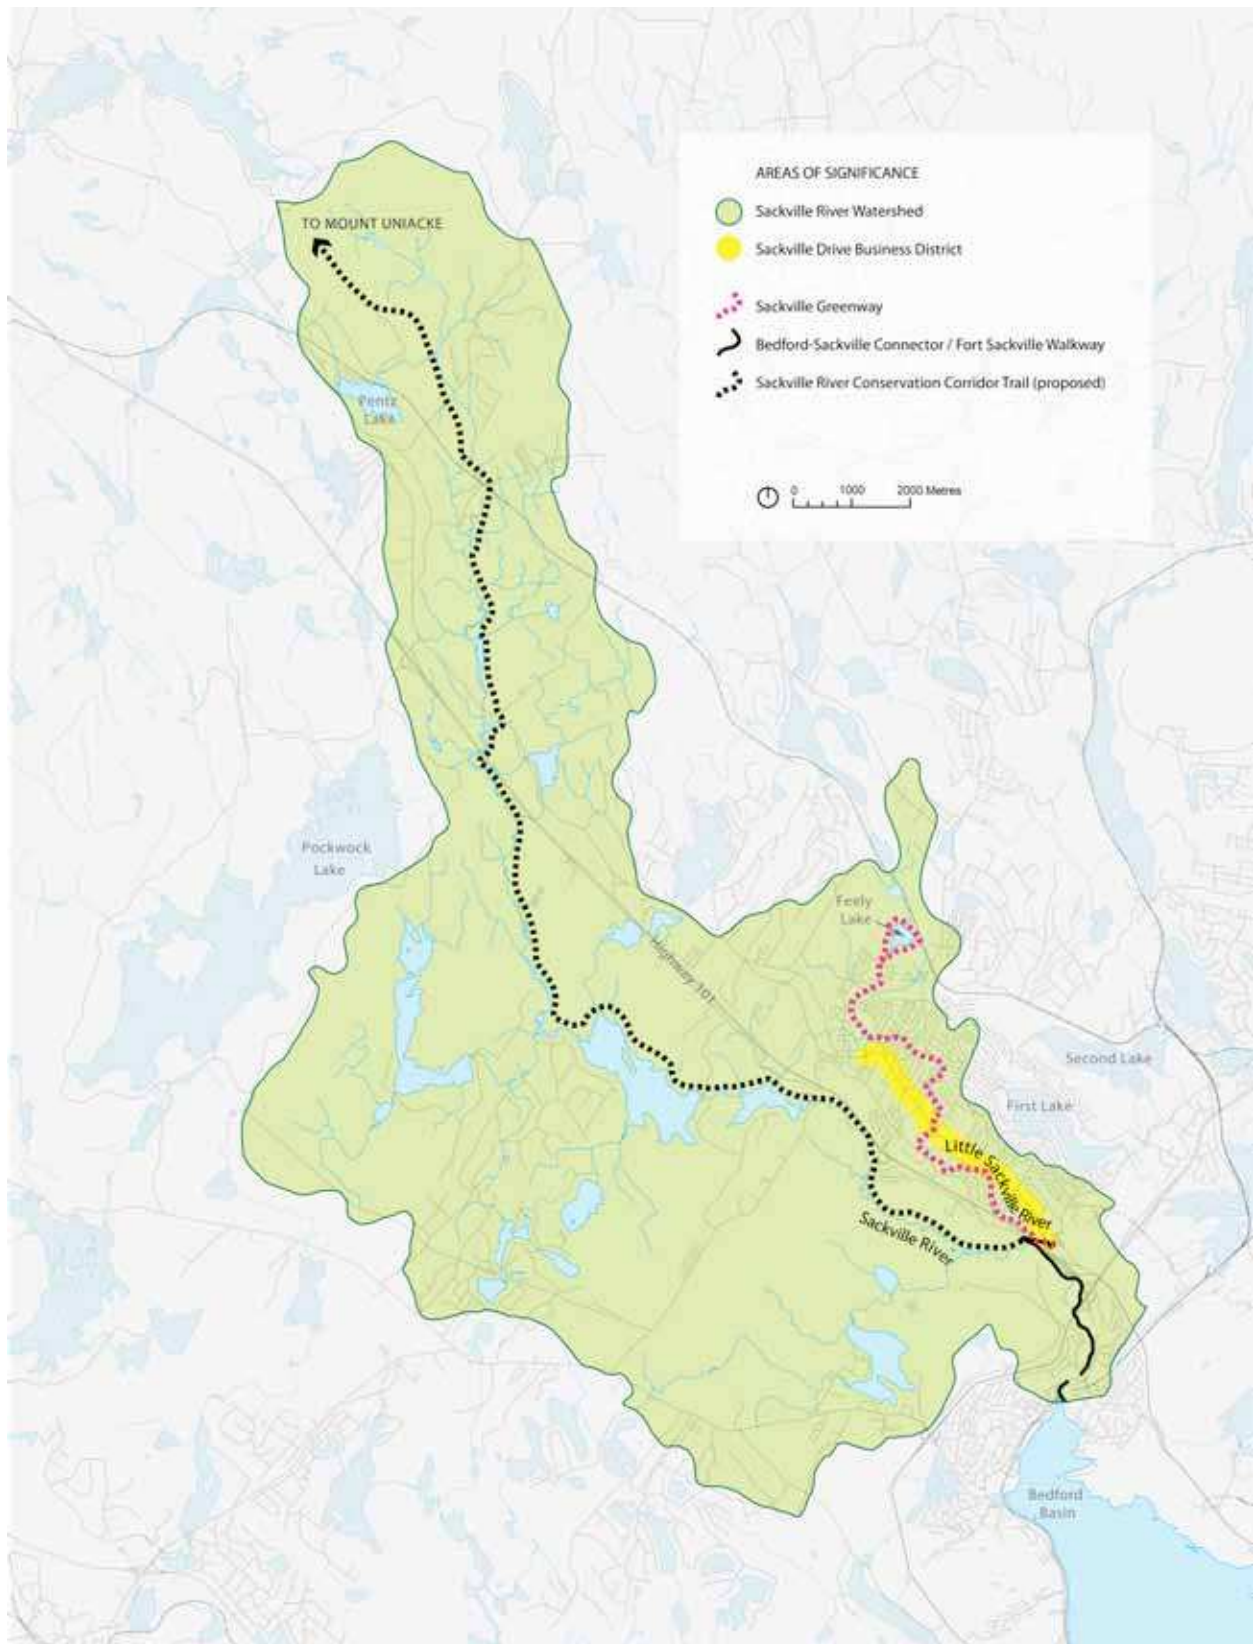 AREAS OF SIGNIFICANCE
Sackville River Watershed
TO MOUNT UNIACKE
Sackville Drive Business District
Sackville Greenway
Bedford-Sackville Connector / Fort Sackville Walkway
Sackville River Conservation Corridor Trail (proposed)
Pentz
Lake
0 1000 2000 Metres
Pockwock
Lake
Feely
Lake
Highway 101
Second Lake
First Lake
Little Sackville River
Sackville River
Bedford
Basin